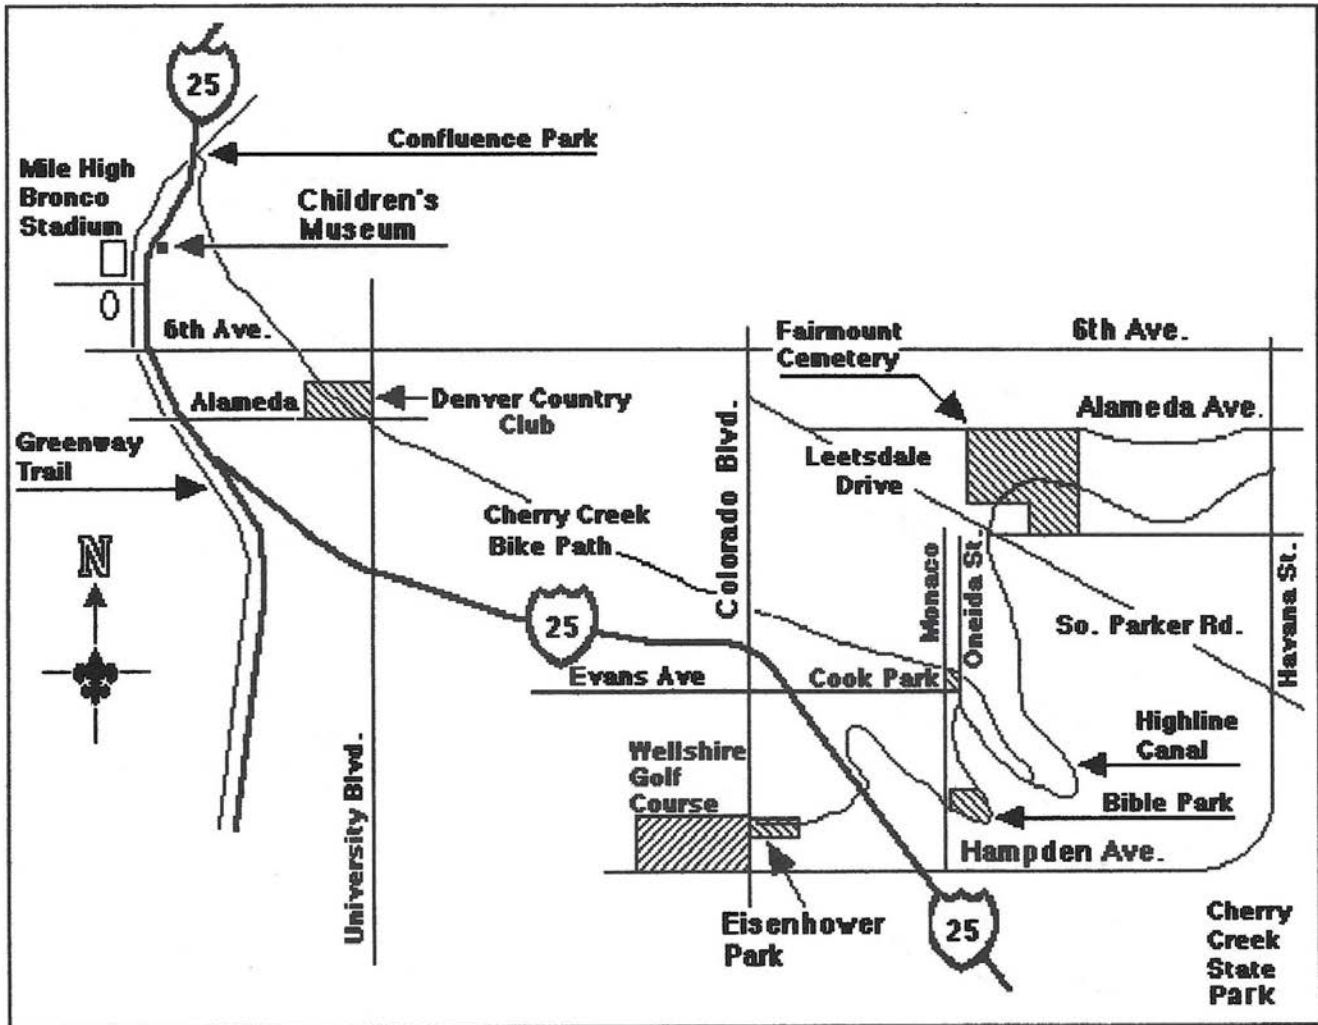 25
Confluence Park
Mile High
Bronco
Stadium
Children's
Museum
6th Ave.
Fairmount
Cemetery
6th Ave.
Alameda
Denver Country
Club
Alameda Ave.
Greenway
Trail
Leetsdale
Drive
Colorado Blvd.
Cherry Creek
Bike Path
N
Monaco
Oneida St.
Havana St.
25
So. Parker Rd.
Evans Ave
Cook Park
Highline
Canal
University Blvd.
Wellshire
Golf
Course
Bible Park
Hampden Ave.
Eisenhower
Park
25
Cherry
Creek
State
Park